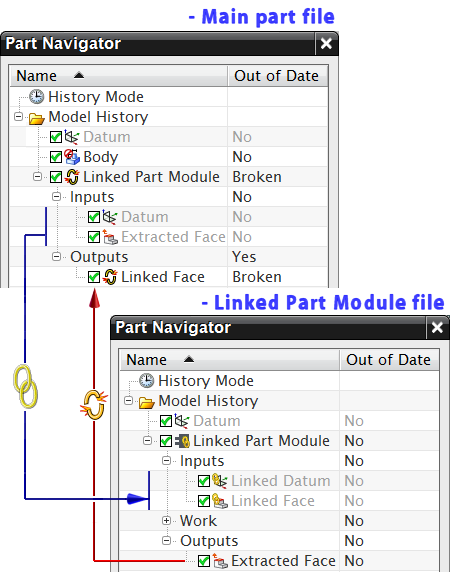 - Main part file
Part Navigator
Name Out of Date
History Mode
Model History
Datum No
Body No
Linked Part Module Broken
Inputs No
Datum No
Extracted Face No
Outputs Yes
Linked Face Broken
- Linked Part Module file
Part Navigator
Name Out of Date
History Mode
Model History
Datum No
Linked Part Module No
Inputs No
Linked Datum No
Linked Face No
Work No
Outputs No
Extracted Face No